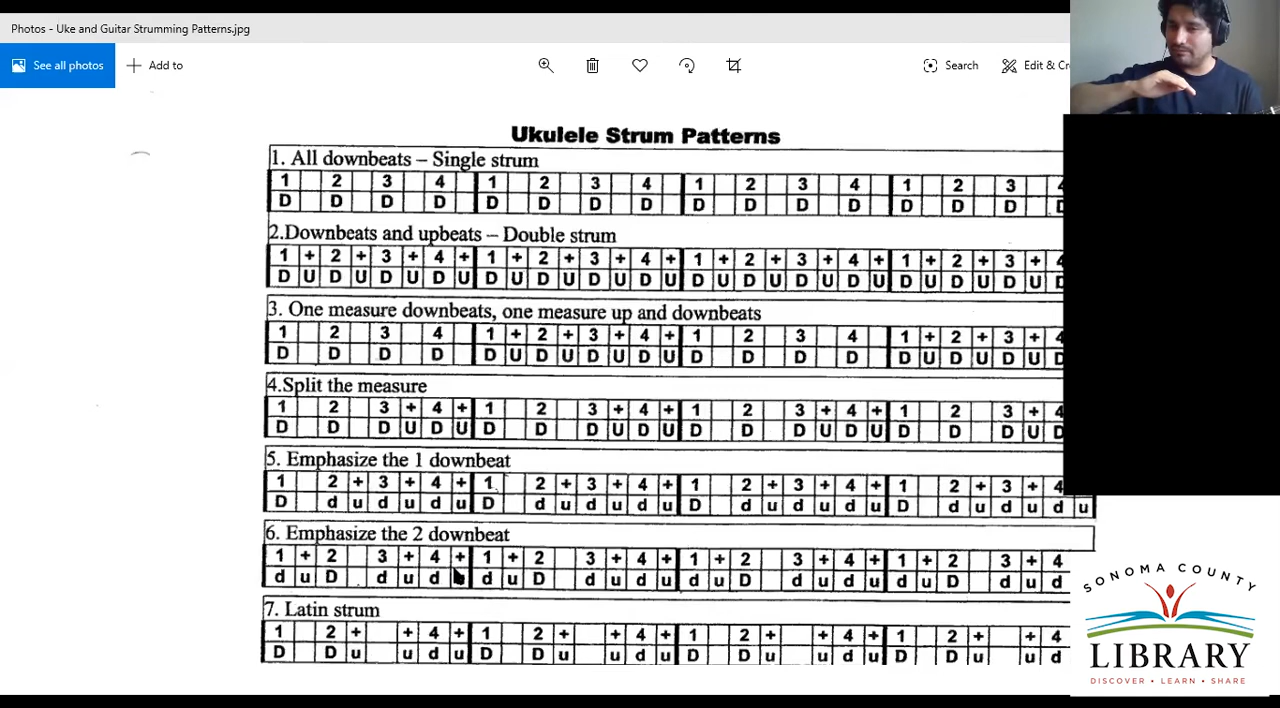 Photos - Uke and Guitar Strumming Patterns.jpg
See all photos + Add to Search Edit & Cr
Ukulele Strum Patterns
1. All downbeats – Single strum
1 2 3 4 1 2 3 4 1 2 3 4 1 2 3 4
D D D D D D D D D D D D D D D D
2.Downbeats and upbeats – Double strum
1 + 2 + 3 + 4 + 1 + 2 + 3 + 4 + 1 + 2 + 3 + 4 + 1 + 2 + 3 + 4
D U D U D U D U D U D U D U D U D U D U D U D U D U D U D U D
3. One measure downbeats, one measure up and downbeats
1 2 3 4 1 + 2 + 3 + 4 + 1 2 3 4 1 + 2 + 3 + 4
D D D D D U D U D U D U D D D D D U D U D U D
4.Split the measure
1 2 3 + 4 + 1 2 3 + 4 + 1 2 3 + 4 + 1 2 3 + 4
D D D U D U D D D U D U D D D U D U D D D U D
5. Emphasize the 1 downbeat
1 2 + 3 + 4 + 1 2 + 3 + 4 + 1 2 + 3 + 4 + 1 2 + 3 + 4
D d u d u d u D d u d u d u D d u d u d u D d u d u d u
6. Emphasize the 2 downbeat
1 + 2 3 + 4 + 1 + 2 3 + 4 + 1 + 2 3 + 4 + 1 + 2 3 + 4
d u D d u d d u D d u d u d u D d u d u d u D d u d
7. Latin strum
1 2 + + 4 + 1 2 + + 4 + 1 2 + + 4 + 1 2 + + 4
D D u u d u D D u u d u D D u u d u D D u u d
SONOMA COUNTY
LIBRARY
DISCOVER • LEARN • SHARE